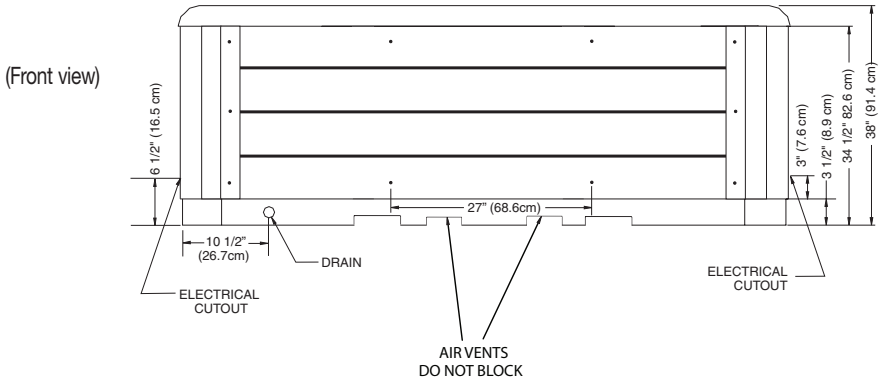 (Front view)
6 1/2" (16.5 cm)
3" (7.6 cm)
3 1/2" (8.9 cm)
34 1/2" 82.6 cm)
38" (91.4 cm)
27" (68.6cm)
10 1/2"
(26.7cm)
DRAIN
ELECTRICAL
CUTOUT
ELECTRICAL
CUTOUT
AIR VENTS
DO NOT BLOCK